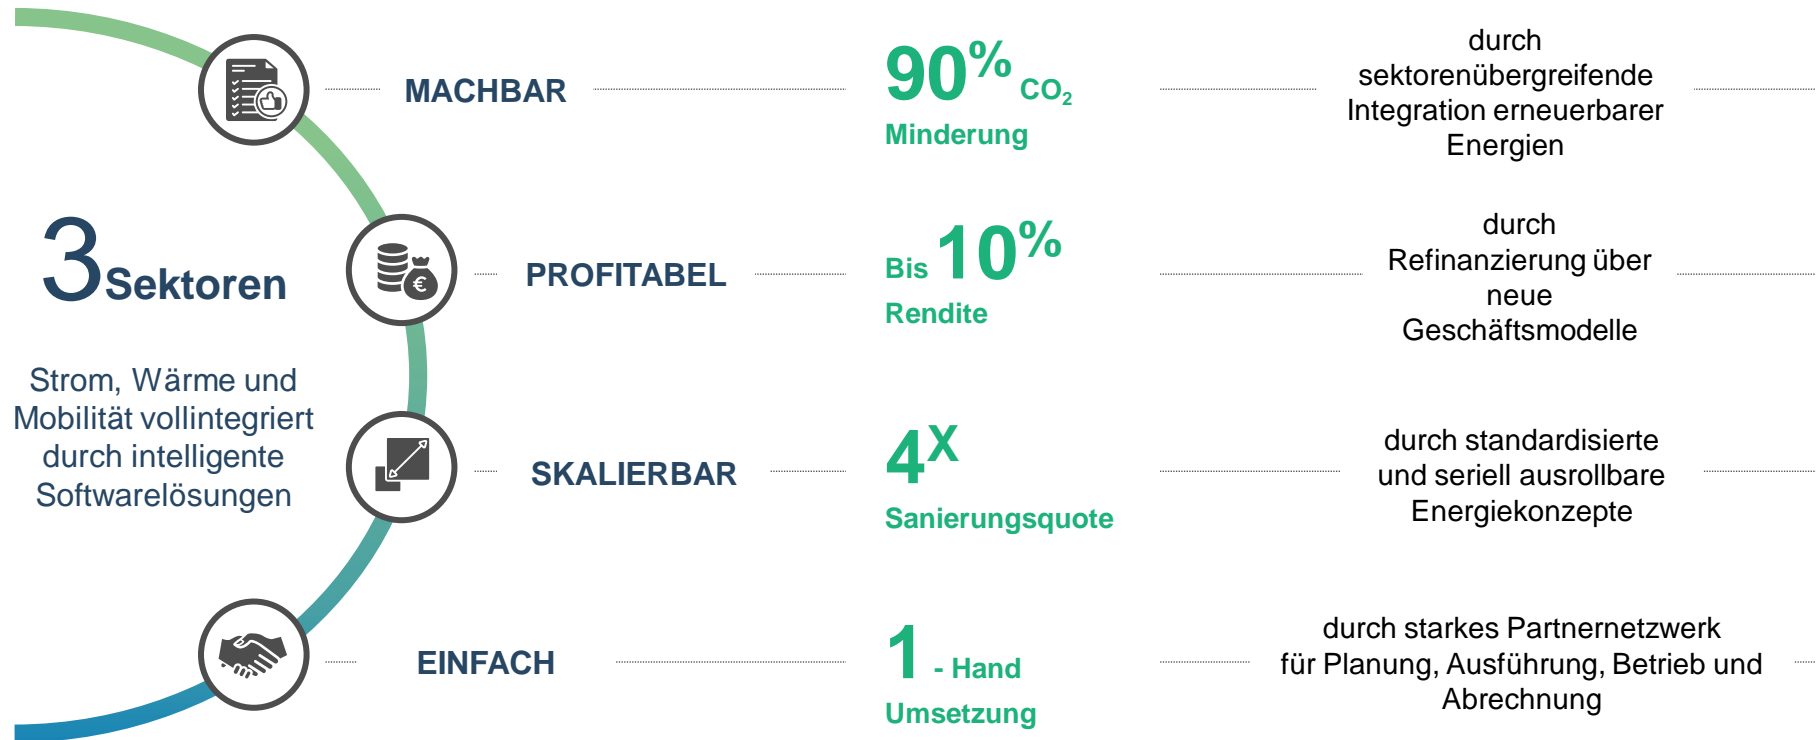 3 Sektoren
Strom, Wärme und
Mobilität vollintegriert
durch intelligente
Softwarelösungen
MACHBAR
90% CO₂
Minderung
durch
sektorenübergreifende
Integration erneuerbarer
Energien
PROFITABEL
Bis 10%
Rendite
durch
Refinanzierung über
neue
Geschäftsmodelle
€
SKALIERBAR
4X
Sanierungsquote
durch standardisierte
und seriell ausrollbare
Energiekonzepte
EINFACH
1 - Hand
Umsetzung
durch starkes Partnernetzwerk
für Planung, Ausführung, Betrieb und
Abrechnung